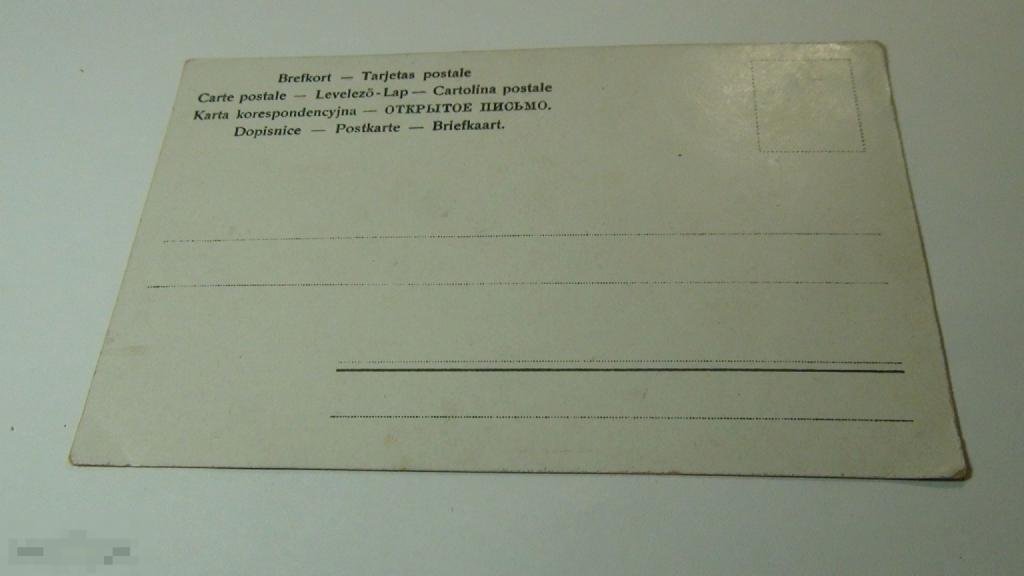 Brefkort — Tarjetas postale
Carte postale — Levelező-Lap — Cartolina postale
Karta korespondencyjna — ОТКРЫТОЕ ПИСЬМО.
Dopisnice — Postkarte — Briefkaart.